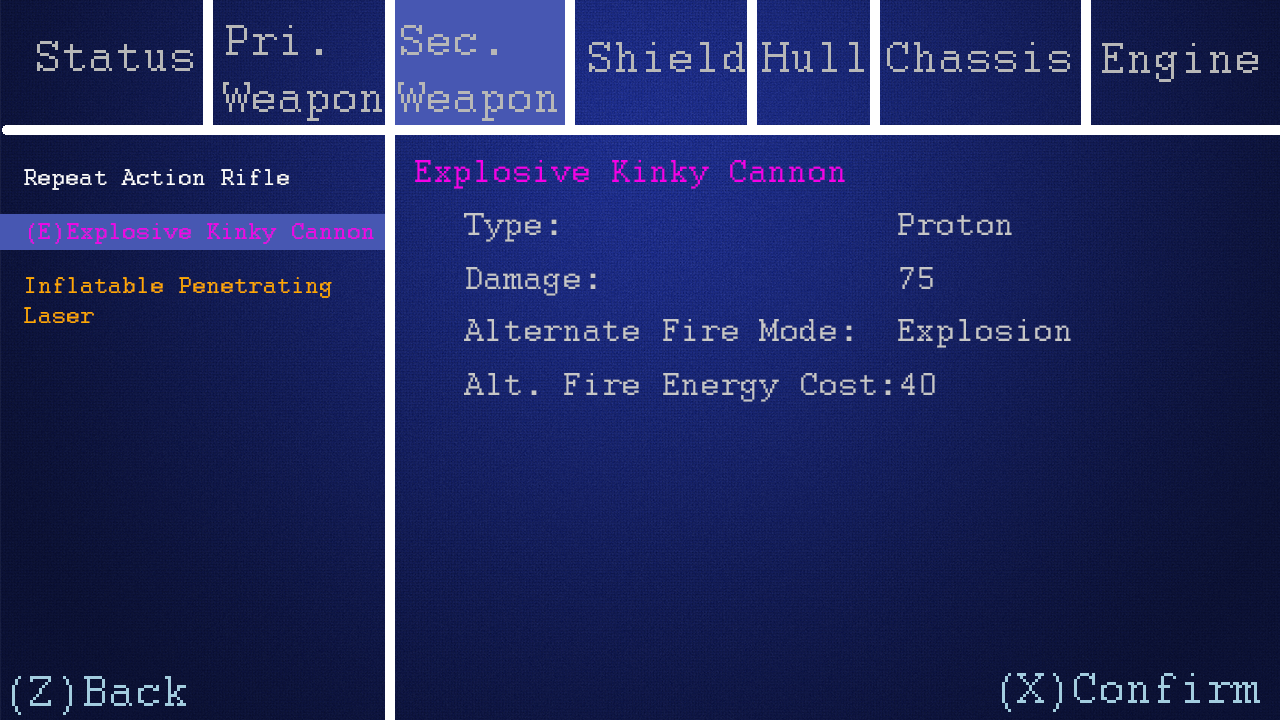 Status
Pri.
Weapon
Sec.
Weapon
Shield
Hull
Chassis
Engine
Repeat Action Rifle
(E)Explosive Kinky Cannon
Inflatable Penetrating
Laser
Explosive Kinky Cannon
Type: Proton
Damage: 75
Alternate Fire Mode: Explosion
Alt. Fire Energy Cost:40
(Z)Back
(X)Confirm